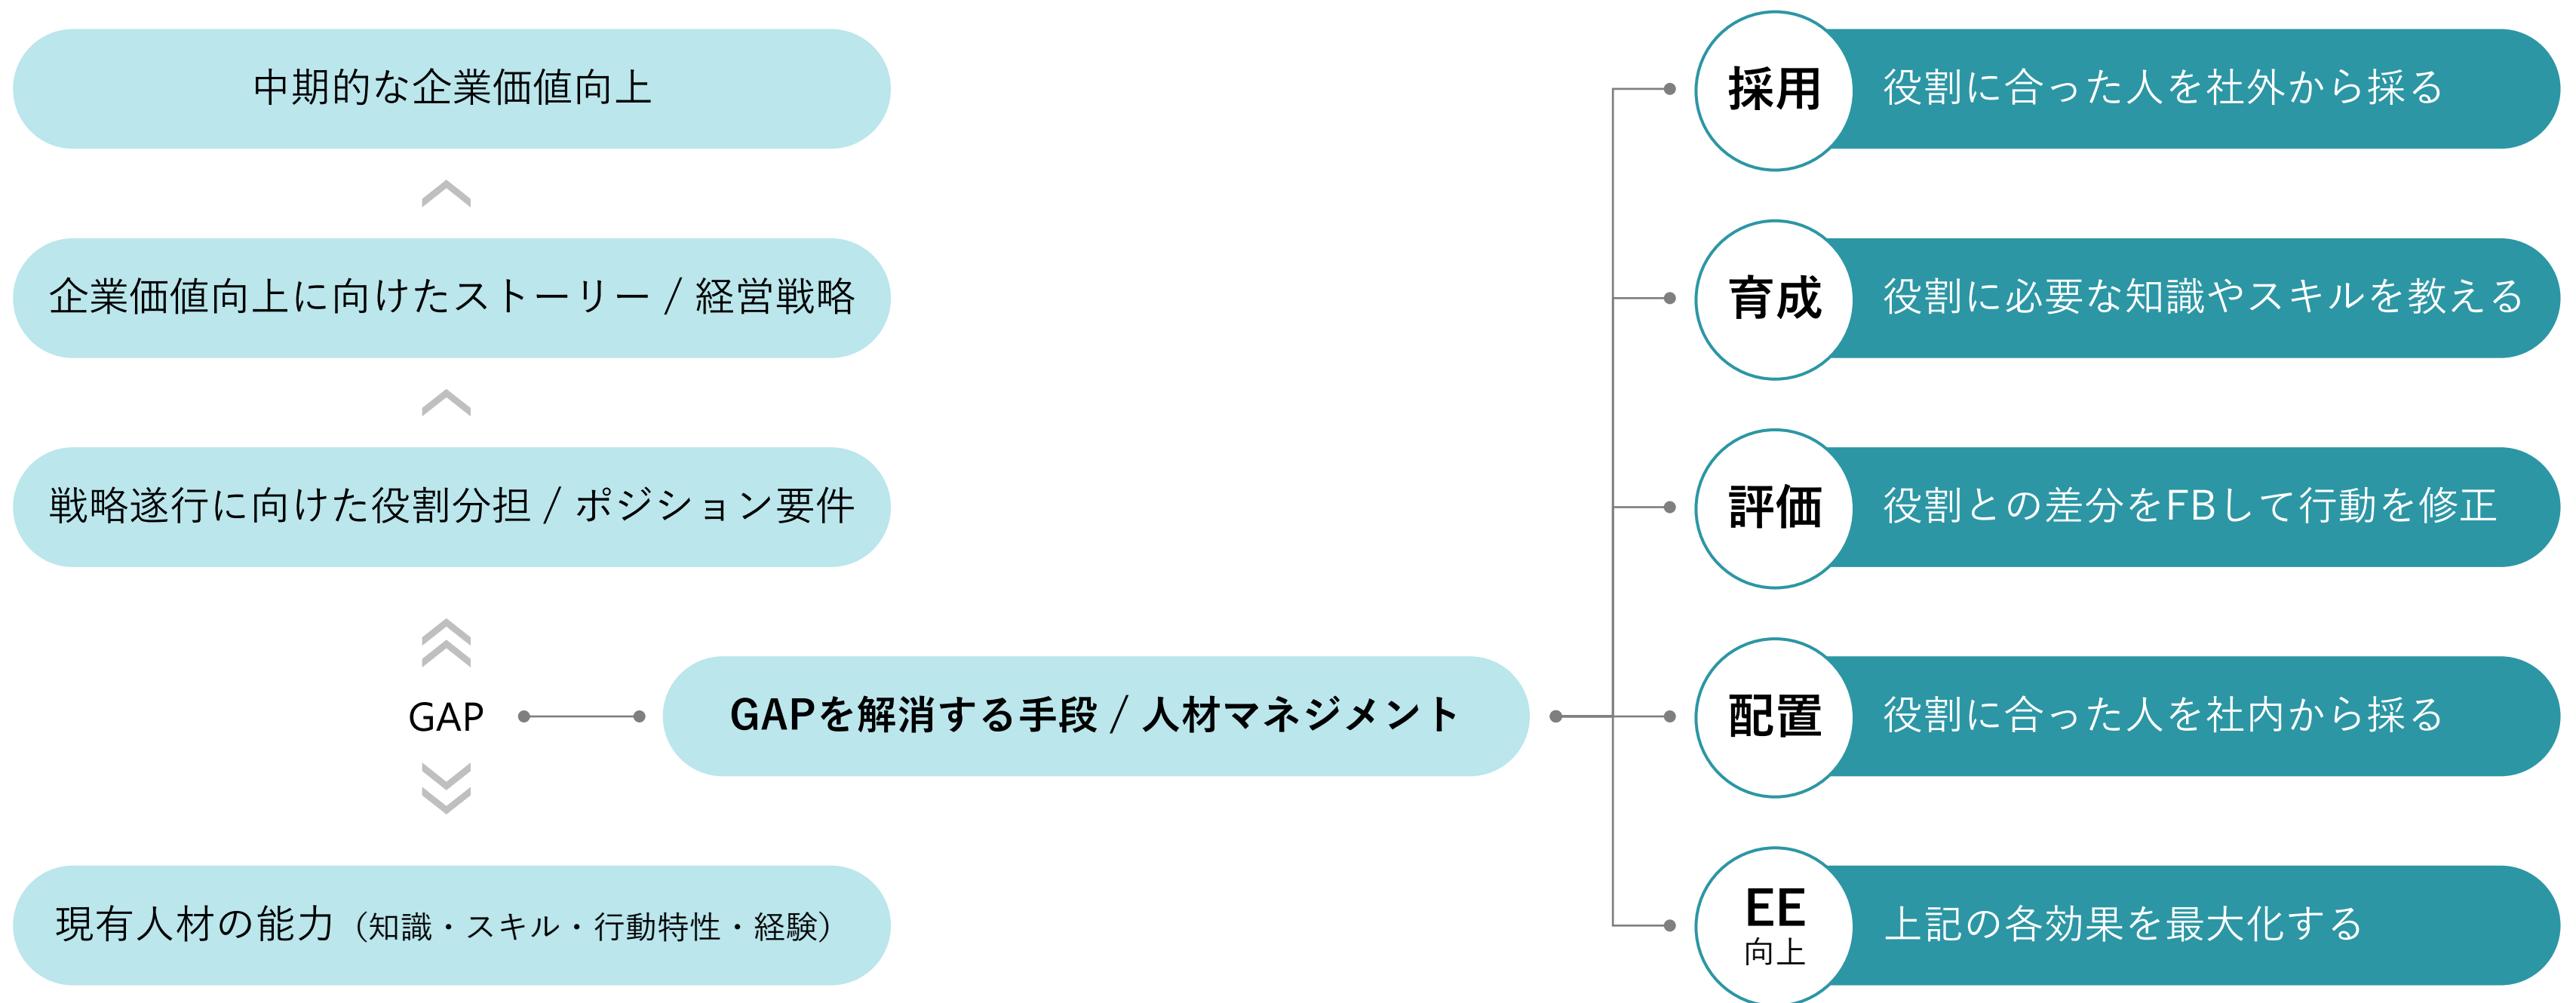 中期的な企業価値向上
企業価値向上に向けたストーリー / 経営戦略
戦略遂行に向けた役割分担 / ポジション要件
GAP
GAPを解消する手段 / 人材マネジメント
現有人材の能力（知識・スキル・行動特性・経験）
採用
役割に合った人を社外から採る
育成
役割に必要な知識やスキルを教える
評価
役割との差分をFBして行動を修正
配置
役割に合った人を社内から採る
EE
向上
上記の各効果を最大化する